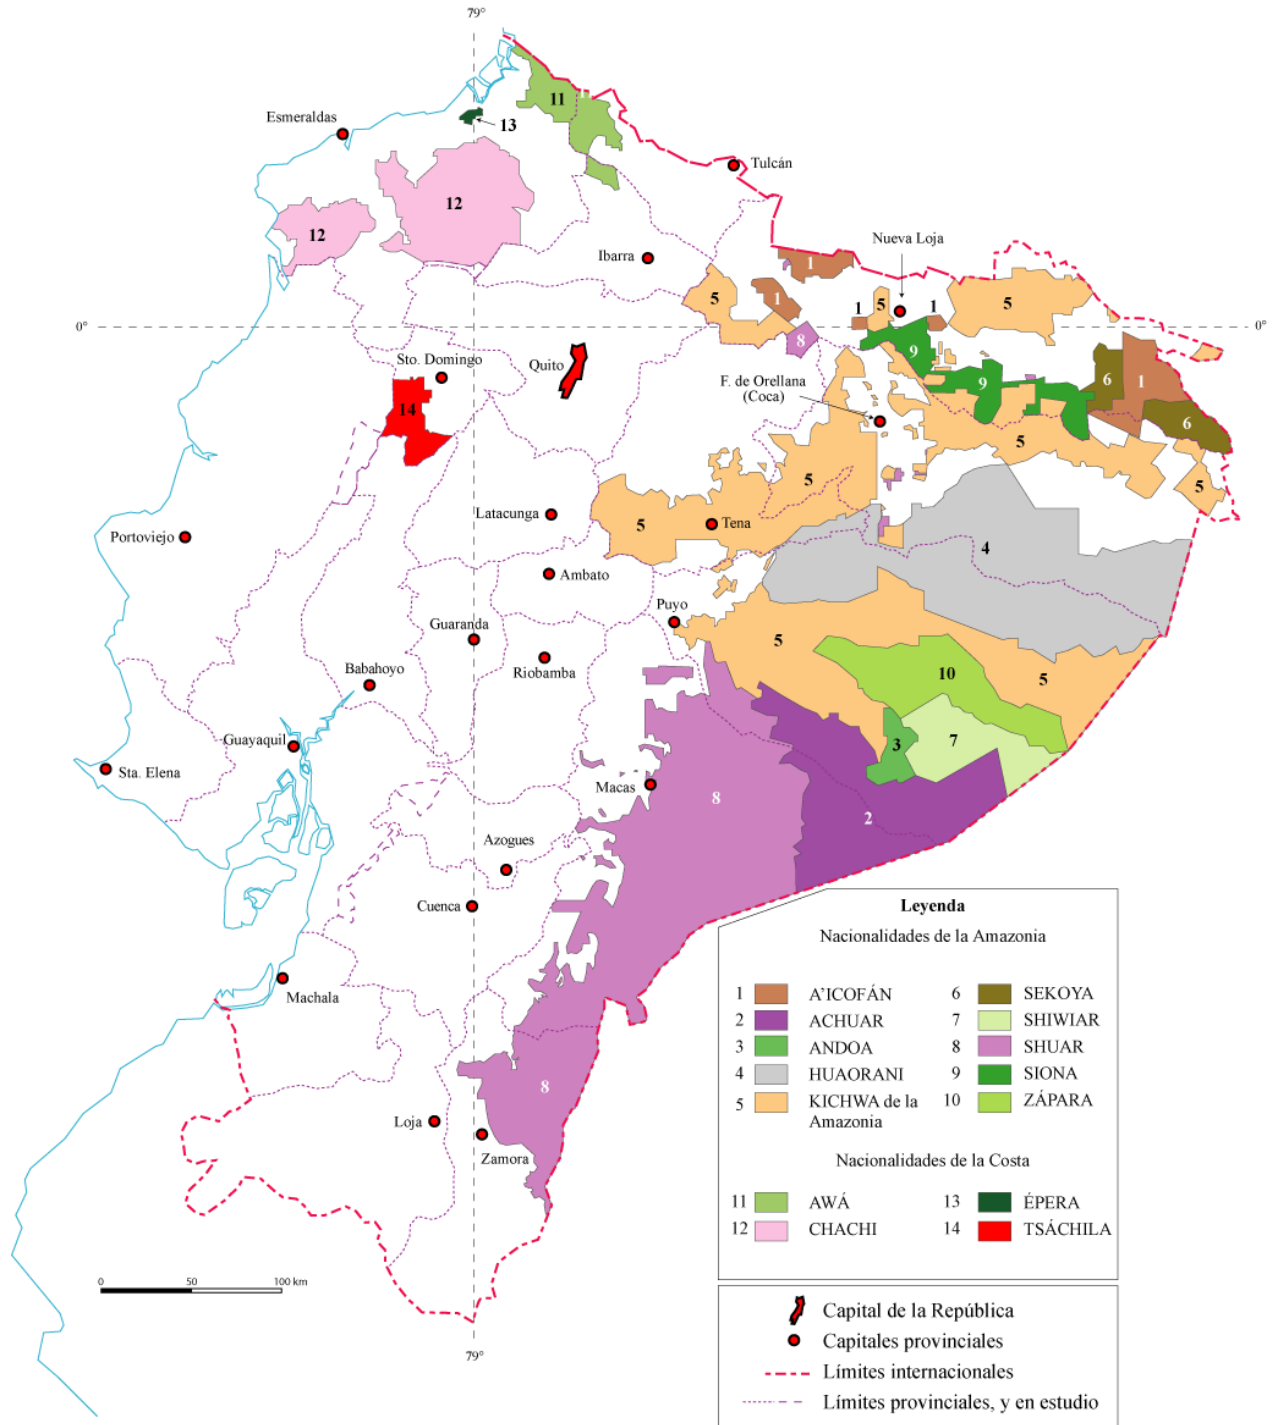 79°
Esmeraldas
11
13
Tulcán
12
12
Nueva Loja
Ibarra
1
5
1
1
5
1
5
0°
0°
8
Sto. Domingo
Quito
9
F. de Orellana
(Coca)
9
6
1
14
6
5
5
5
Latacunga
5
Tena
Portoviejo
4
Ambato
Puyo
Guaranda
5
Riobamba
Babahoyo
10
5
Guayaquil
3
7
Sta. Elena
Macas
8
2
Azogues
Cuenca
Machala
8
Loja
Zamora
Leyenda
Nacionalidades de la Amazonia
1 A'ICOFÁN 6 SEKOYA
2 ACHUAR 7 SHIWIAR
3 ANDOA 8 SHUAR
4 HUAORANI 9 SIONA
5 KICHWA de la 10 ZÁPARA
Amazonia
Nacionalidades de la Costa
11 AWÁ 13 ÉPERA
12 CHACHI 14 TSÁCHILA
0 50 100 km
79°
Capital de la República
Capitales provinciales
Límites internacionales
Límites provinciales, y en estudio